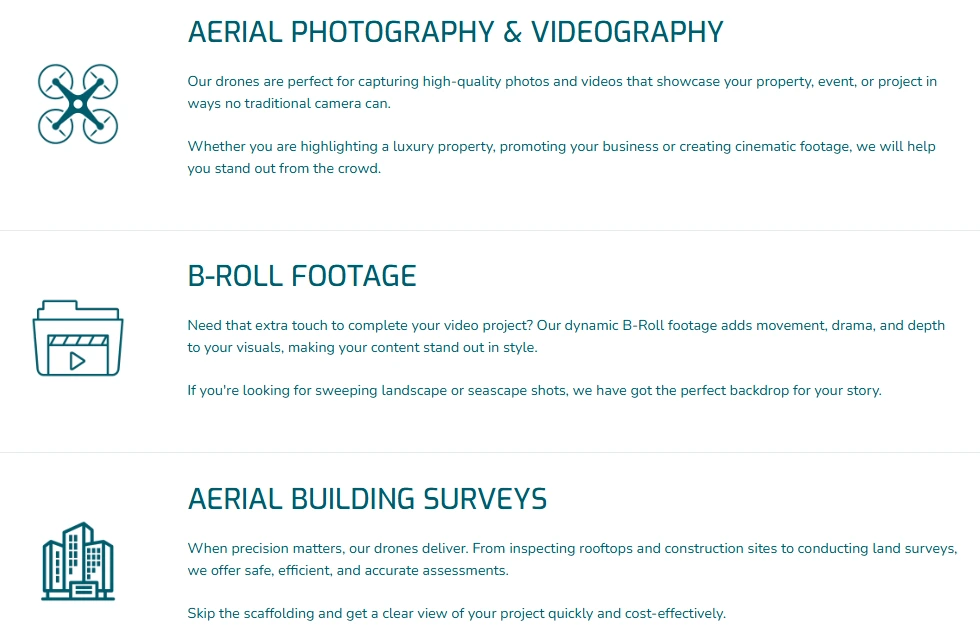 AERIAL PHOTOGRAPHY & VIDEOGRAPHY
Our drones are perfect for capturing high-quality photos and videos that showcase your property, event, or project in
ways no traditional camera can.
Whether you are highlighting a luxury property, promoting your business or creating cinematic footage, we will help
you stand out from the crowd.
B-ROLL FOOTAGE
Need that extra touch to complete your video project? Our dynamic B-Roll footage adds movement, drama, and depth
to your visuals, making your content stand out in style.
If you're looking for sweeping landscape or seascape shots, we have got the perfect backdrop for your story.
AERIAL BUILDING SURVEYS
When precision matters, our drones deliver. From inspecting rooftops and construction sites to conducting land surveys,
we offer safe, efficient, and accurate assessments.
Skip the scaffolding and get a clear view of your project quickly and cost-effectively.